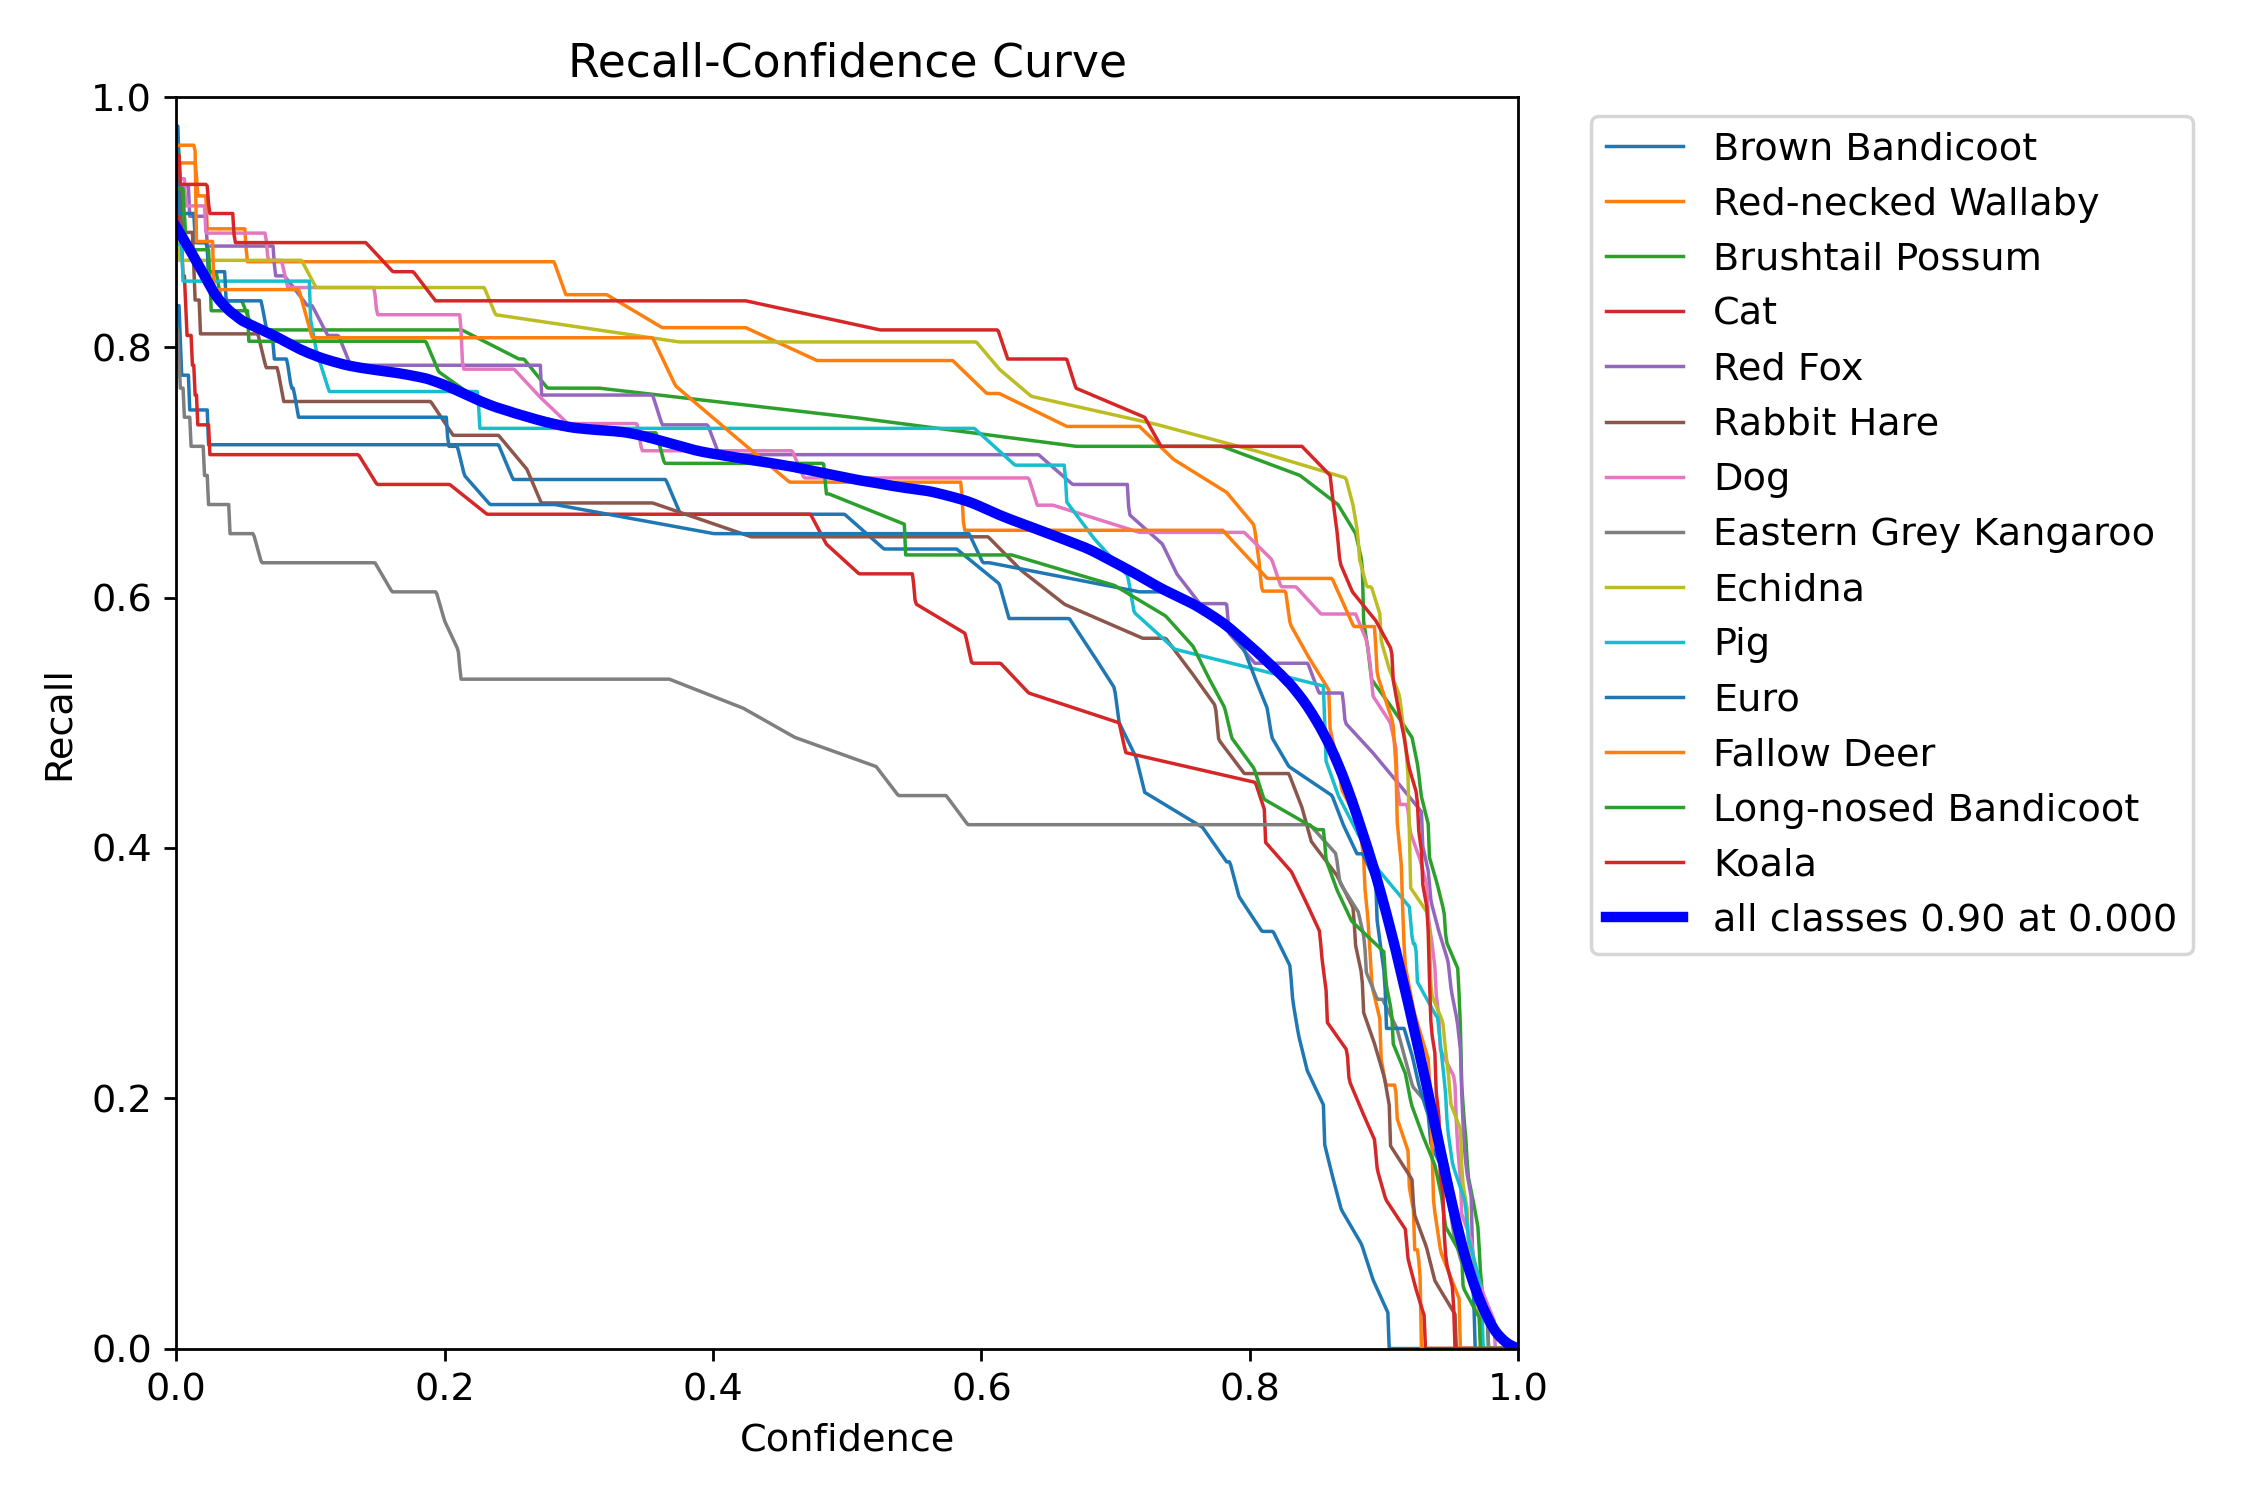 Recall-Confidence Curve
1.0
0.8
0.6
0.4
0.2
0.0
Recall
0.0 0.2 0.4 0.6 0.8 1.0
Confidence
Brown Bandicoot
Red-necked Wallaby
Brushtail Possum
Cat
Red Fox
Rabbit Hare
Dog
Eastern Grey Kangaroo
Echidna
Pig
Euro
Fallow Deer
Long-nosed Bandicoot
Koala
all classes 0.90 at 0.000